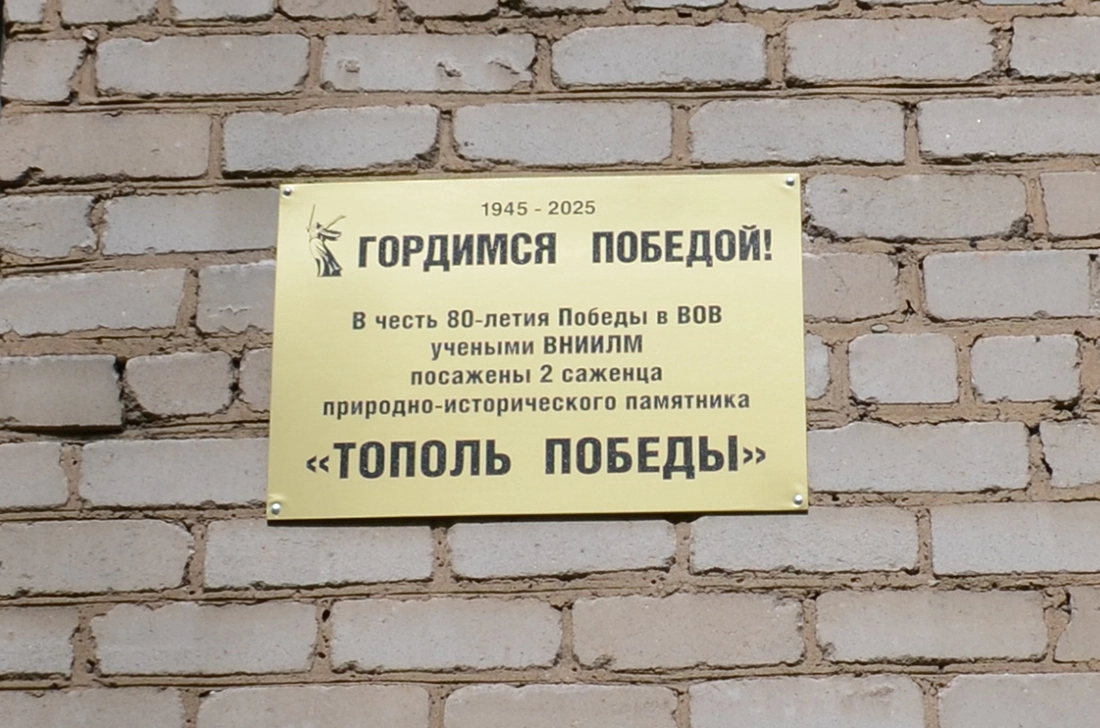 1945 - 2025
ГОРДИМСЯ ПОБЕДОЙ!
В честь 80-летия Победы в ВОВ
учеными ВНИИЛМ
посажены 2 саженца
природно-исторического памятника
«ТОПОЛЬ ПОБЕДЫ»